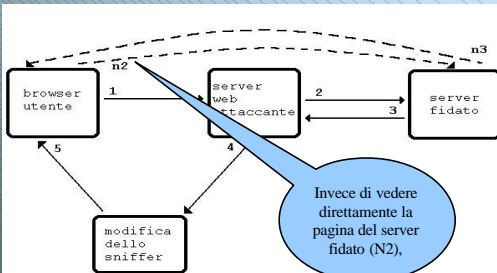 n3
n2
browser
utente
1
server
web
attaccante
2
3
server
fidato
5
4
Invece di vedere
direttamente la
pagina del server
fidato (N2),
modifica
dello
sniffer